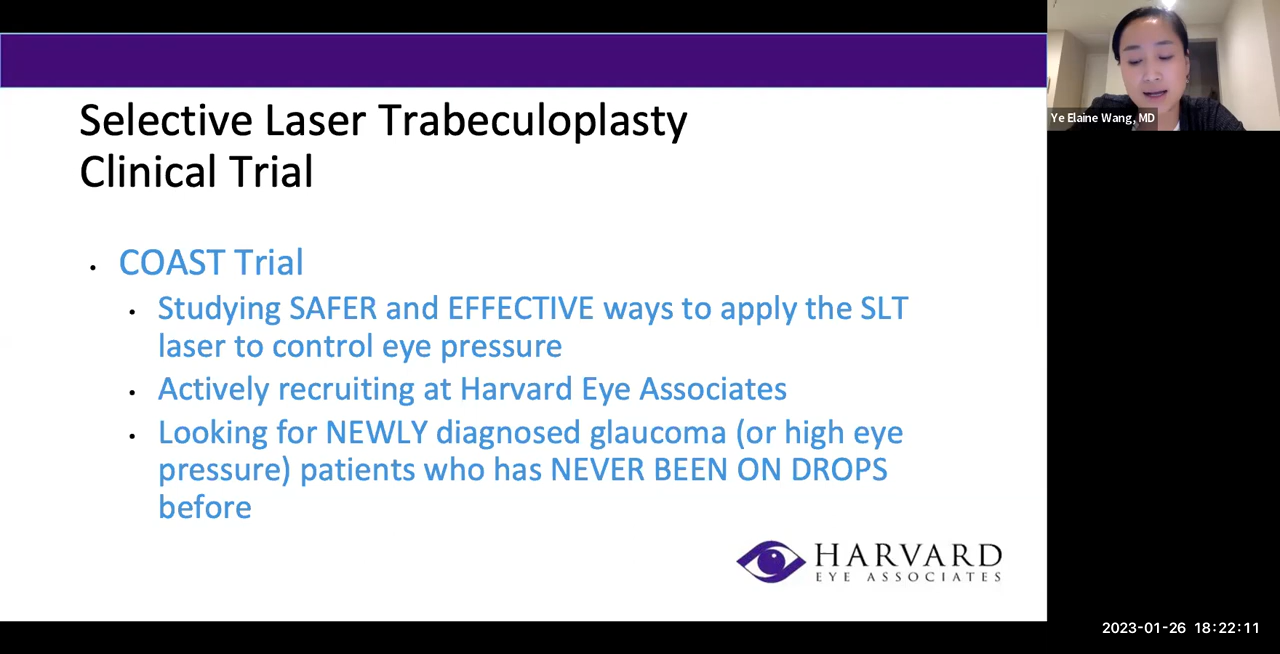 Selective Laser Trabeculoplasty
Clinical Trial
• COAST Trial
• Studying SAFER and EFFECTIVE ways to apply the SLT
laser to control eye pressure
• Actively recruiting at Harvard Eye Associates
• Looking for NEWLY diagnosed glaucoma (or high eye
pressure) patients who has NEVER BEEN ON DROPS
before
HARVARD
EYE ASSOCIATES
Ye Elaine Wang, MD
2023-01-26 18:22:11